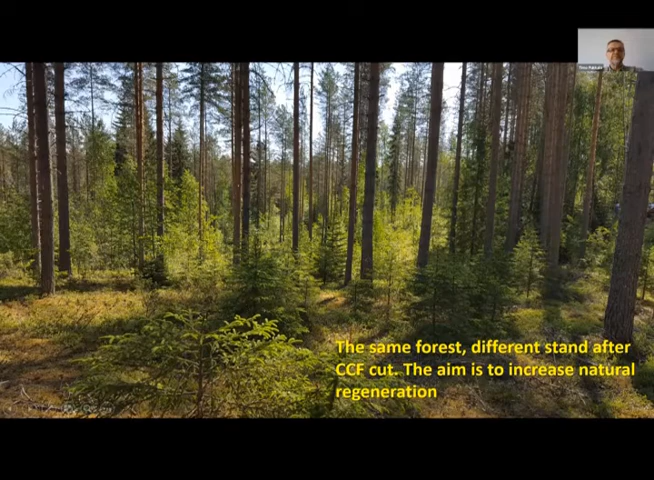 The same forest, different stand after
CCF cut. The aim is to increase natural
regeneration